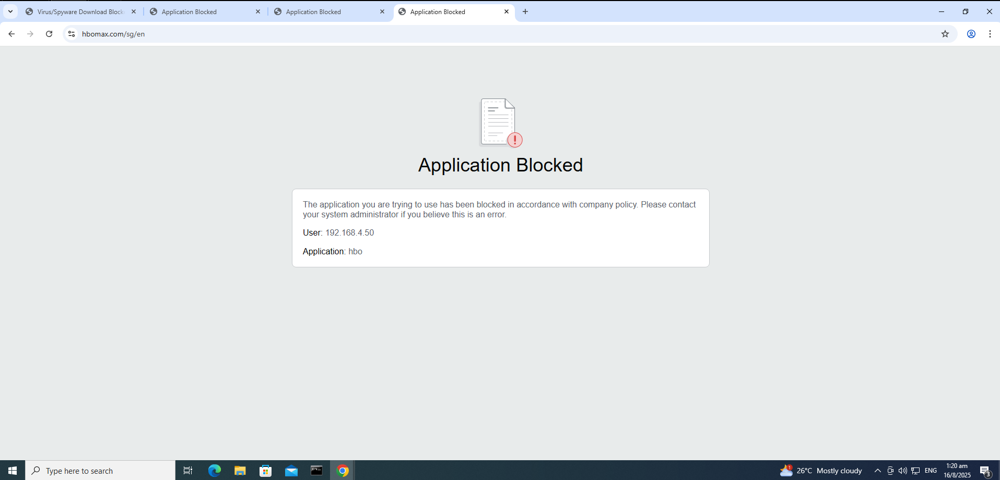 Virus/Spyware Download Block
Application Blocked
Application Blocked
Application Blocked
hbomax.com/sg/en
Application Blocked
The application you are trying to use has been blocked in accordance with company policy. Please contact
your system administrator if you believe this is an error.
User: 192.168.4.50
Application: hbo
Type here to search
1
26°C Mostly cloudy
ENG
1:20 am
16/8/2025
3